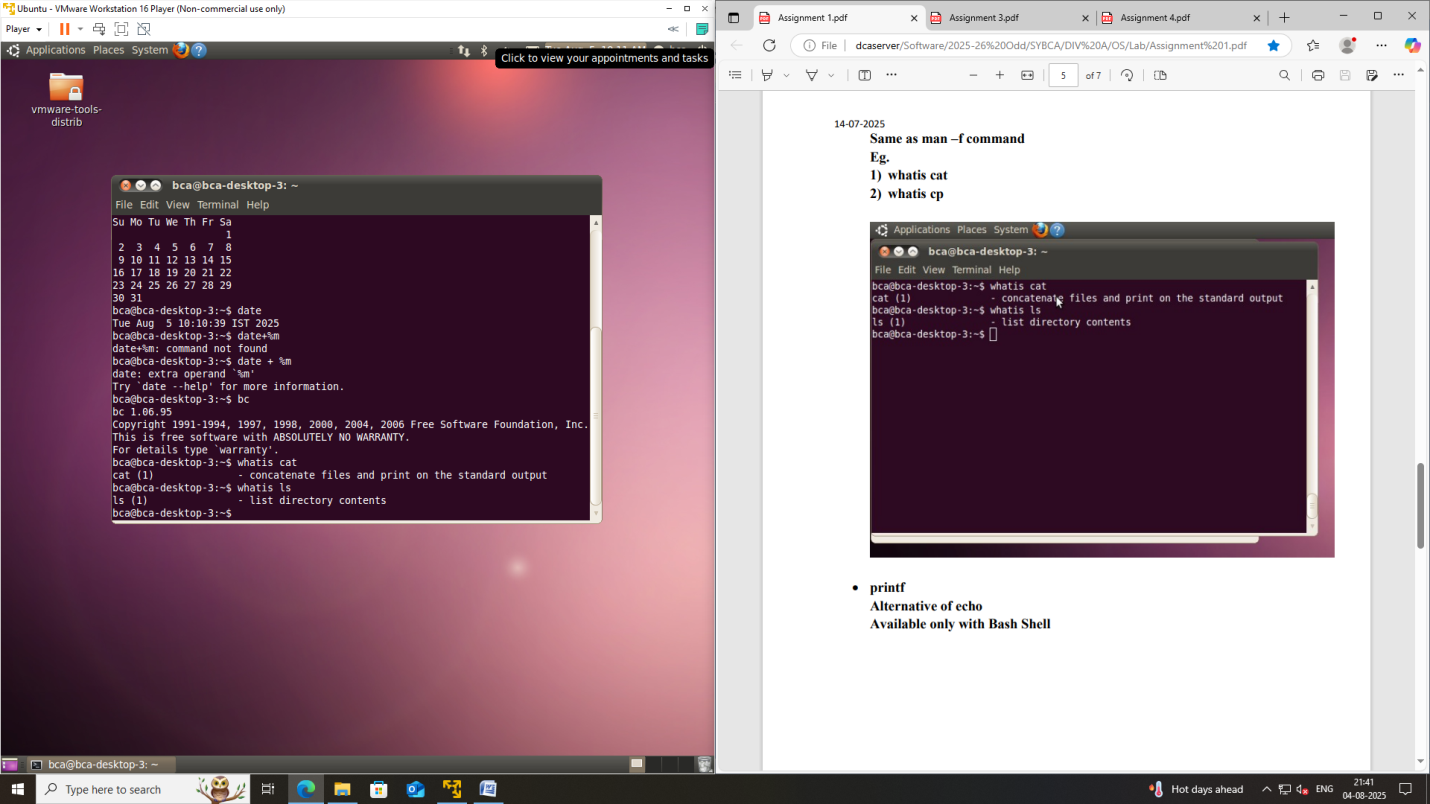 Ubuntu - VMware Workstation 16 Player (Non-commercial use only)
Player
Applications Places System
Click to view your appointments and tasks
vmware-tools-
distrib
bca@bca-desktop-3: ~
File Edit View Terminal Help
Su Mo Tu We Th Fr Sa
1
2 3 4 5 6 7 8
9 10 11 12 13 14 15
16 17 18 19 20 21 22
23 24 25 26 27 28 29
30 31
bca@bca-desktop-3:~$ date
Tue Aug  5 10:10:39 IST 2025
bca@bca-desktop-3:~$ date+%m
date+%m: command not found
bca@bca-desktop-3:~$ date + %m
date: extra operand `%m'
Try `date --help' for more information.
bca@bca-desktop-3:~$ bc
bc 1.06.95
Copyright 1991-1994, 1997, 1998, 2000, 2004, 2006 Free Software Foundation, Inc.
This is free software with ABSOLUTELY NO WARRANTY.
For details type `warranty'.
bca@bca-desktop-3:~$ whatis cat
cat (1)              - concatenate files and print on the standard output
bca@bca-desktop-3:~$ whatis ls
ls (1)               - list directory contents
bca@bca-desktop-3:~$
bca@bca-desktop-3: ~
Assignment 1.pdf
Assignment 3.pdf
Assignment 4.pdf
File dcaserver/Software/2025-26%20Odd/SYBCA/DIV%20A/OS/Lab/Assignment%201.pdf
5 of 7
14-07-2025
Same as man –f command
Eg.
1) whatis cat
2) whatis cp
Applications Places System
bca@bca-desktop-3: ~
File Edit View Terminal Help
bca@bca-desktop-3:~$ whatis cat
cat (1)              - concatenate files and print on the standard output
bca@bca-desktop-3:~$ whatis ls
ls (1)               - list directory contents
bca@bca-desktop-3:~$
• printf
Alternative of echo
Available only with Bash Shell
Type here to search
Hot days ahead
ENG
21:41
04-08-2025